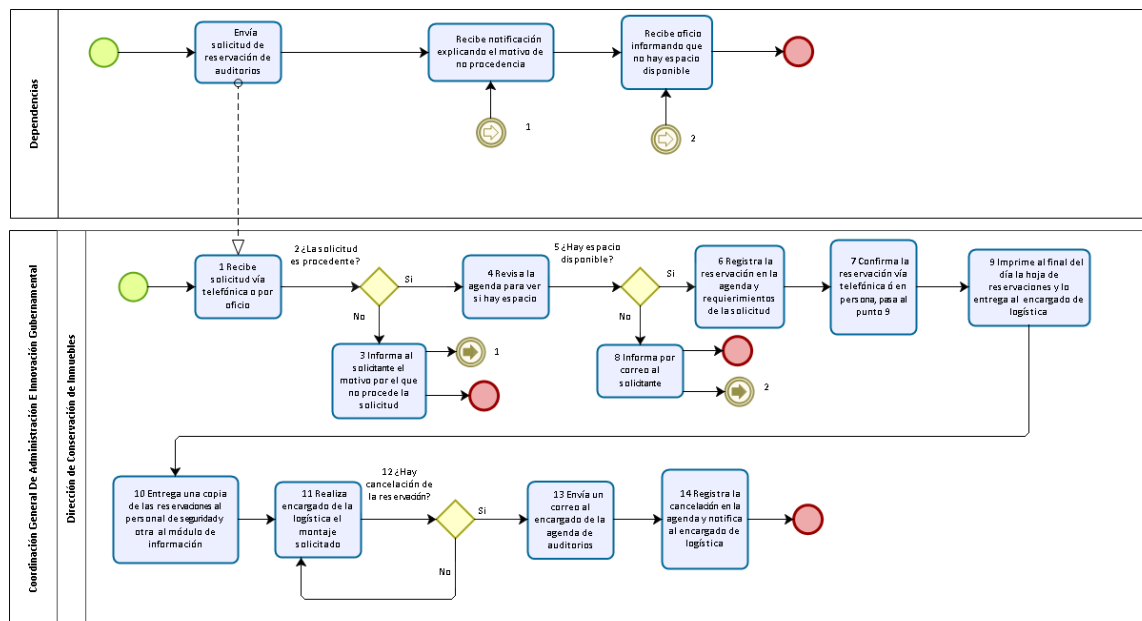 Dependencias
Envía
solicitud de
reservación de
auditorios
Recibe notificación
explicando el motivo de
no procedencia
Recibe oficio
informando que
no hay espacio
disponible
1
2
Coordinación General De Administración E Innovación Gubernamental
Dirección de Conservación de Inmuebles
1 Recibe
solicitud vía
telefónica o por
oficio
2 ¿La solicitud
es procedente?
Si
No
3 Informa al
solicitante el
motivo por el que
no procede la
solicitud
1
4 Revisa la
agenda para ver
si hay espacio
5 ¿Hay espacio
disponible?
Si
No
6 Registra la
reservación en la
agenda y
requierimientos
de la solicitud
7 Confirma la
reservación vía
telefónica ó en
persona, pasa al
punto 9
8 Informa por
correo al
solicitante
2
9 Imprime al final del
día la hoja de
reservaciones y lo
entrega al encargado de
logística
10 Entrega una copia
de las reservaciones al
personal de seguridad y
otra al módulo de
información
11 Realiza
encargado de la
logística el
montaje
solicitado
12 ¿Hay
cancelación de
la reservación?
Si
No
13 Envía un
correo al
encargado de la
agenda de
auditorios
14 Registra la
cancelación en la
agenda y notifica
al encargado de
logística